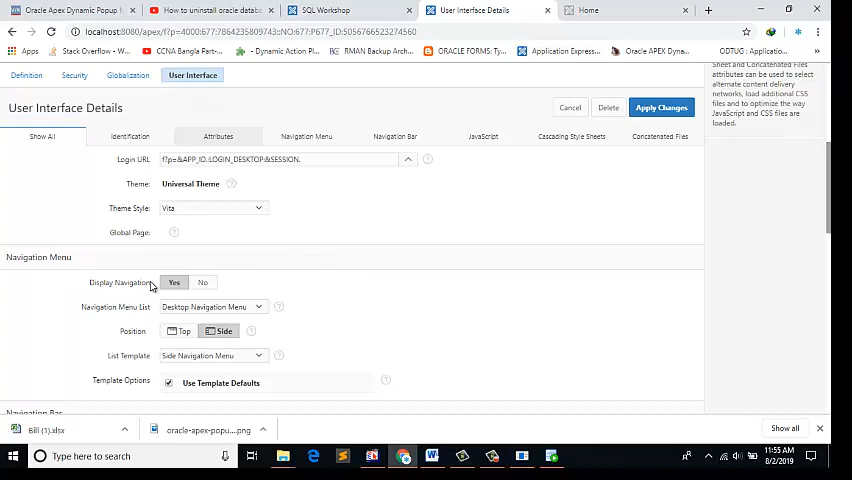 Oracle Apex Dynamic Popup M
How to uninstall oracle databa
SQL Workshop
User Interface Details
Home
localhost:8080/apex/f?p=4000:677:7864235809743::NO:677:P677_ID:5056766523274560
Apps
Stack Overflow - W...
CCNA Bangla Part-...
- Dynamic Action Pl...
RMAN Backup Arch...
ORACLE FORMS: Ty...
Application Express...
Oracle APEX Dyna...
ODTUG : Applicatio...
Definition
Security
Globalization
User Interface
Sheet and Concatenated Files
attributes can be used to select
alternate content delivery
networks, load additional CSS
files and to optimize the way
JavaScript and CSS files are
loaded.
User Interface Details
Cancel
Delete
Apply Changes
Show All
Identification
Attributes
Navigation Menu
Navigation Bar
JavaScript
Cascading Style Sheets
Concatenated Files
Login URL
f?p=&APP_ID.:LOGIN_DESKTOP:&SESSION.
Theme: Universal Theme
Theme Style: Vita
Global Page:
Navigation Menu
Display Navigation
Yes
No
Navigation Menu List
Desktop Navigation Menu
Position
Top
Side
List Template
Side Navigation Menu
Template Options
Use Template Defaults
Navigation Bar
Bill (1).xlsx
oracle-apex-popu....png
Show all
Type here to search
11:55 AM
8/2/2019